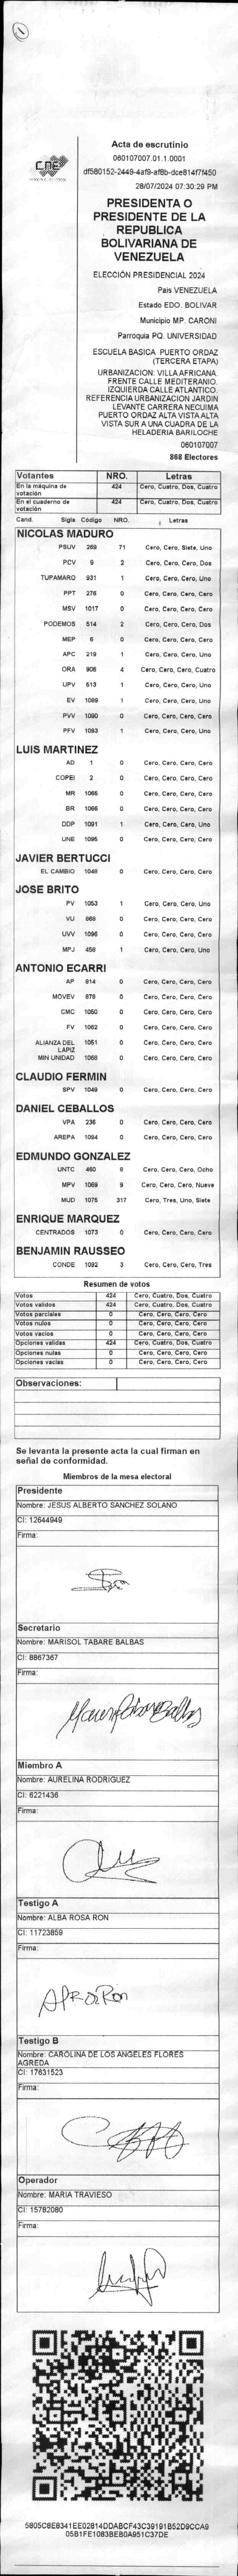 1
CNE
Acta de escrutinio
060107007.01.1.0001
df580152-2449-4af9-af8b-dce814f7f450
28/07/2024 07:30:29 PM
PRESIDENTA O
PRESIDENTE DE LA
REPUBLICA
BOLIVARIANA DE
VENEZUELA
ELECCIÓN PRESIDENCIAL 2024
Pais VENEZUELA
Estado EDO. BOLIVAR
Municipio MP. CARONI
Parroquia PQ. UNIVERSIDAD
ESCUELA BASICA PUERTO ORDAZ
(TERCERA ETAPA)
URBANIZACION: VILLA AFRICANA.
FRENTE CALLE MEDITERANIO.
IZQUIERDA CALLE ATLANTICO.
REFERENCIA URBANIZACION JARDIN
LEVANTE CARRERA NECUIMA
PUERTO ORDAZ ALTA VISTA ALTA
VISTA SUR A UNA CUADRA DE LA
HELADERIA BARILOCHE
060107007
868 Electores
Votantes NRO. Letras
En la máquina de votación 424 Cero, Cuatro, Dos, Cuatro
En el cuaderno de votación 424 Cero, Cuatro, Dos, Cuatro
Cand. Sigla Código NRO. Letras
NICOLAS MADURO
PSUV 269 71 Cero, Cero, Siete, Uno
PCV 9 2 Cero, Cero, Cero, Dos
TUPAMARO 931 1 Cero, Cero, Cero, Uno
PPT 276 0 Cero, Cero, Cero, Cero
MSV 1017 0 Cero, Cero, Cero, Cero
PODEMOS 514 2 Cero, Cero, Cero, Dos
MEP 6 0 Cero, Cero, Cero, Cero
APC 219 1 Cero, Cero, Cero, Uno
ORA 906 4 Cero, Cero, Cero, Cuatro
UPV 513 1 Cero, Cero, Cero, Uno
EV 1089 1 Cero, Cero, Cero, Uno
PVV 1090 0 Cero, Cero, Cero, Cero
PFV 1093 1 Cero, Cero, Cero, Uno
LUIS MARTINEZ
AD 1 0 Cero, Cero, Cero, Cero
COPEI 2 0 Cero, Cero, Cero, Cero
MR 1065 0 Cero, Cero, Cero, Cero
BR 1066 0 Cero, Cero, Cero, Cero
DDP 1091 1 Cero, Cero, Cero, Uno
UNE 1095 0 Cero, Cero, Cero, Cero
JAVIER BERTUCCI
EL CAMBIO 1048 0 Cero, Cero, Cero, Cero
JOSE BRITO
PV 1053 1 Cero, Cero, Cero, Uno
VU 868 0 Cero, Cero, Cero, Cero
UVV 1096 0 Cero, Cero, Cero, Cero
MPJ 458 1 Cero, Cero, Cero, Uno
ANTONIO ECARRI
AP 814 0 Cero, Cero, Cero, Cero
MOVEV 878 0 Cero, Cero, Cero, Cero
CMC 1050 0 Cero, Cero, Cero, Cero
FV 1062 0 Cero, Cero, Cero, Cero
ALIANZA DEL LAPIZ 1051 0 Cero, Cero, Cero, Cero
MIN UNIDAD 1058 0 Cero, Cero, Cero, Cero
CLAUDIO FERMIN
SPV 1049 0 Cero, Cero, Cero, Cero
DANIEL CEBALLOS
VPA 236 0 Cero, Cero, Cero, Cero
AREPA 1094 0 Cero, Cero, Cero, Cero
EDMUNDO GONZALEZ
UNTC 460 8 Cero, Cero, Cero, Ocho
MPV 1069 9 Cero, Cero, Cero, Nueve
MUD 1075 317 Cero, Tres, Uno, Siete
ENRIQUE MARQUEZ
CENTRADOS 1073 0 Cero, Cero, Cero, Cero
BENJAMIN RAUSSEO
CONDE 1092 3 Cero, Cero, Cero, Tres
Resumen de votos
Votos 424 Cero, Cuatro, Dos, Cuatro
Votos validos 424 Cero, Cuatro, Dos, Cuatro
Votos parciales 0 Cero, Cero, Cero, Cero
Votos nulos 0 Cero, Cero, Cero, Cero
Votos vacios 0 Cero, Cero, Cero, Cero
Opciones validas 424 Cero, Cuatro, Dos, Cuatro
Opciones nulas 0 Cero, Cero, Cero, Cero
Opciones vacias 0 Cero, Cero, Cero, Cero
Observaciones:
Se levanta la presente acta la cual firman en
señal de conformidad.
Miembros de la mesa electoral
Presidente
Nombre: JESUS ALBERTO SANCHEZ SOLANO
CI: 12644949
Firma:
Secretario
Nombre: MARISOL TABARE BALBAS
CI: 8867367
Firma:
Miembro A
Nombre: AURELINA RODRIGUEZ
CI: 6221436
Firma:
Testigo A
Nombre: ALBA ROSA RON
CI: 11723859
Firma:
Testigo B
Nombre: CAROLINA DE LOS ANGELES FLORES
AGREDA
CI: 17631523
Firma:
Operador
Nombre: MARIA TRAVIESO
CI: 15782080
Firma:
5805C8E8341EE02814DDABCF43C39191B52D9CCA9
05B1FE1083BEB0A951C37DE